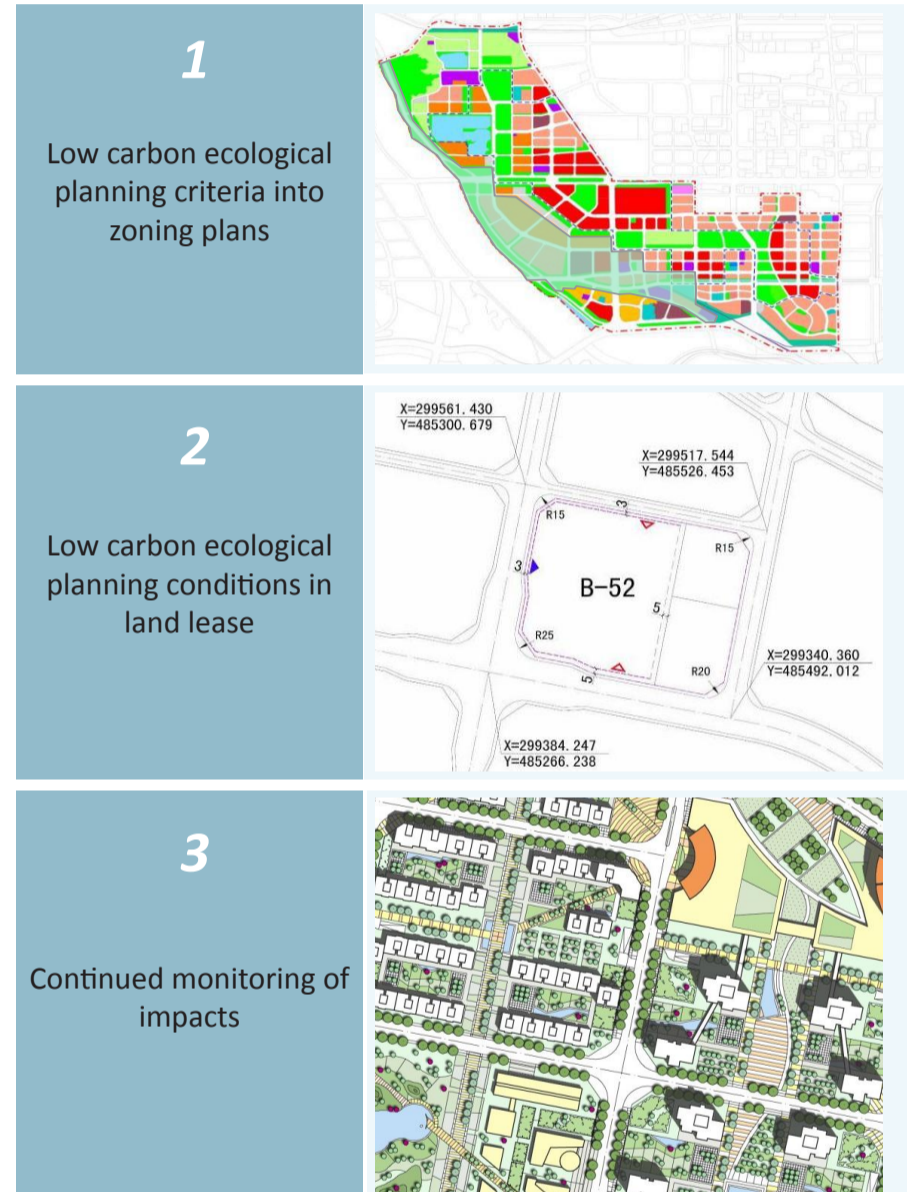 1
Low carbon ecological
planning criteria into
zoning plans
2
Low carbon ecological
planning conditions in
land lease
X=299561. 430
Y=485300. 679
X=299517. 544
Y=485526. 453
R15
3
R15
3
B-52
5
R25
X=299340. 360
Y=485492. 012
R20
5
X=299384. 247
Y=485266. 238
3
Continued monitoring of
impacts